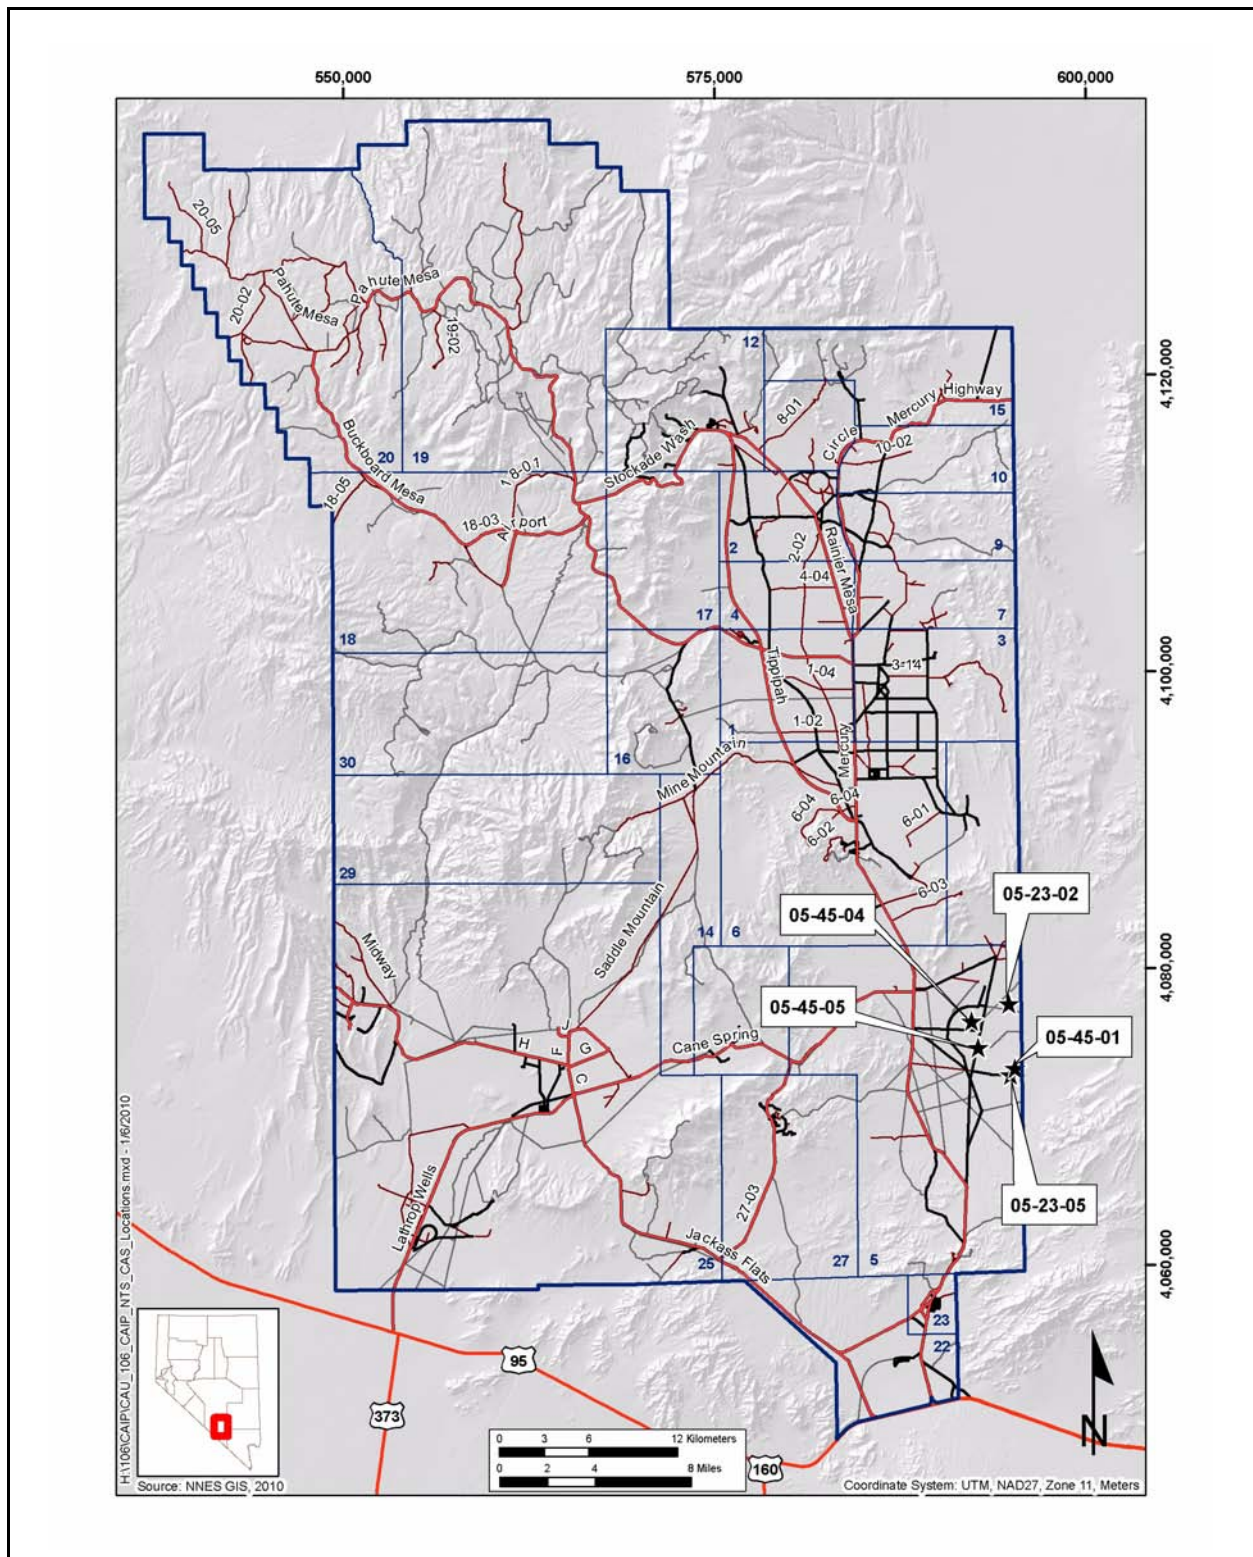 550,000
575,000
600,000
20-05
20-02
Pahute Mesa
Pahute Mesa
19-02
12
8-01
Circle
Mercury
Highway
15
4,120,000
10-02
Buckboard Mesa
20
19
18-05
18-01
Stockade Wash
10
18-03
Airport
2
2-02
Rainier Mesa
9
4-04
17
4
7
18
3
Tippipah
1-04
3-14
4,100,000
1
1-02
Mercury
30
16
Mine Mountain
6-04
6-04
6-02
6-01
29
6-03
05-23-02
05-45-04
Midway
Saddle Mountain
14
6
4,080,000
05-45-05
05-45-01
J
H
F
G
Cane Spring
C
Lathrop Wells
27-03
05-23-05
Jackass Flats
25
27
5
4,060,000
23
22
95
373
160
0 3 6 12 Kilometers
0 2 4 8 Miles
N
H:\106\CAIP\CAU_106_CAIP_NTS_CAS_Locations.mxd - 1/6/2010
Source: NNES GIS, 2010
Coordinate System: UTM, NAD27, Zone 11, Meters